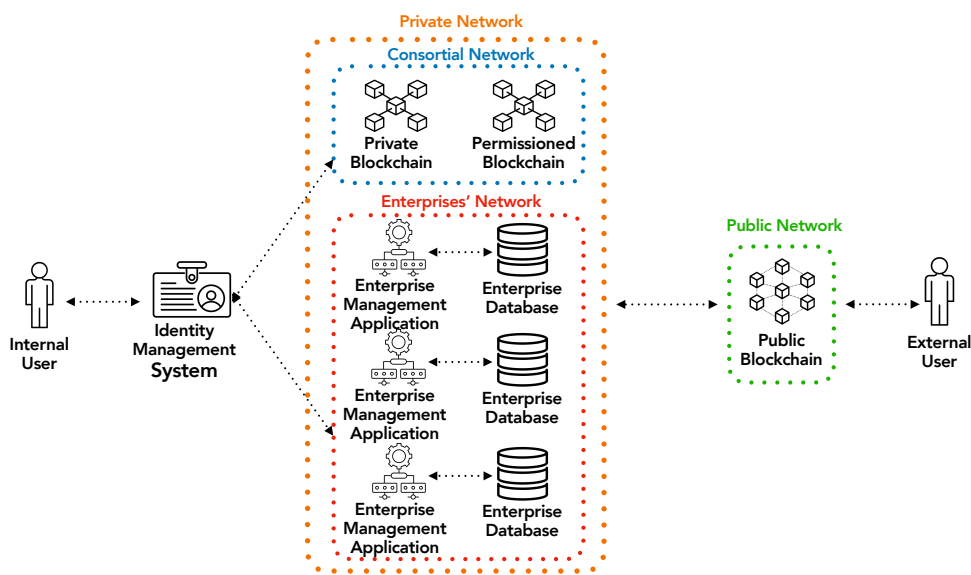 Private Network
Consortial Network
Private
Blockchain
Permissioned
Blockchain
Enterprises’ Network
Enterprise
Management
Application
Enterprise
Database
Enterprise
Management
Application
Enterprise
Database
Enterprise
Management
Application
Enterprise
Database
Internal
User
Identity
Management
System
Public Network
Public
Blockchain
External
User